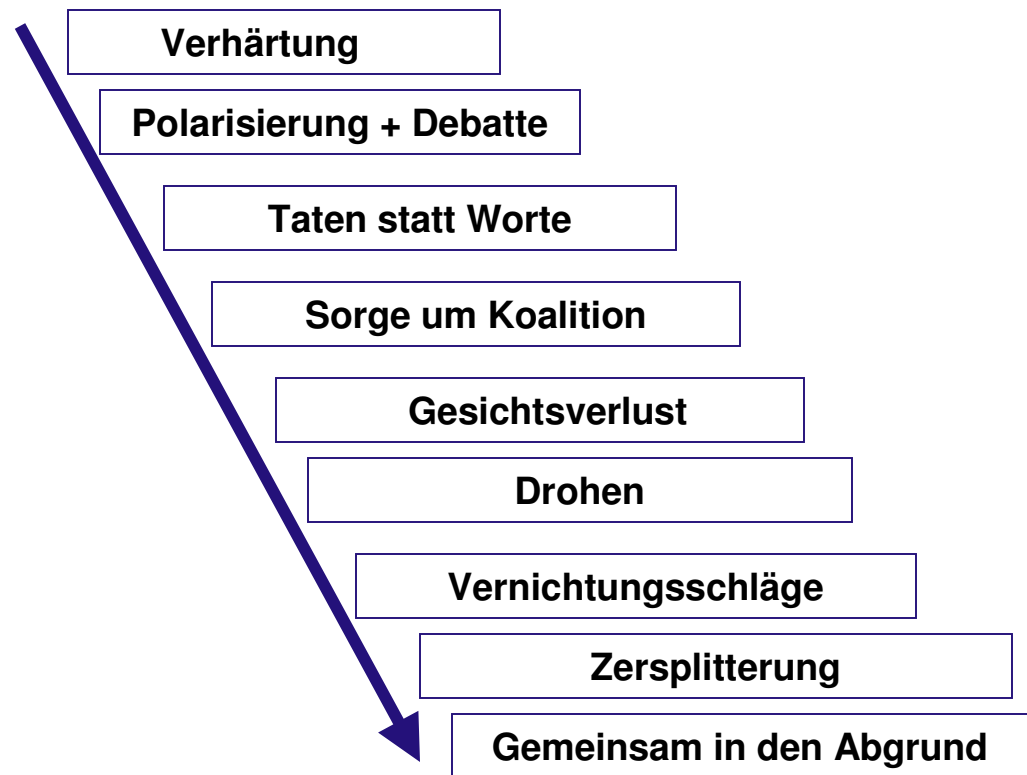 Verhärtung
Polarisierung + Debatte
Taten statt Worte
Sorge um Koalition
Gesichtsverlust
Drohen
Vernichtungsschläge
Zersplitterung
Gemeinsam in den Abgrund